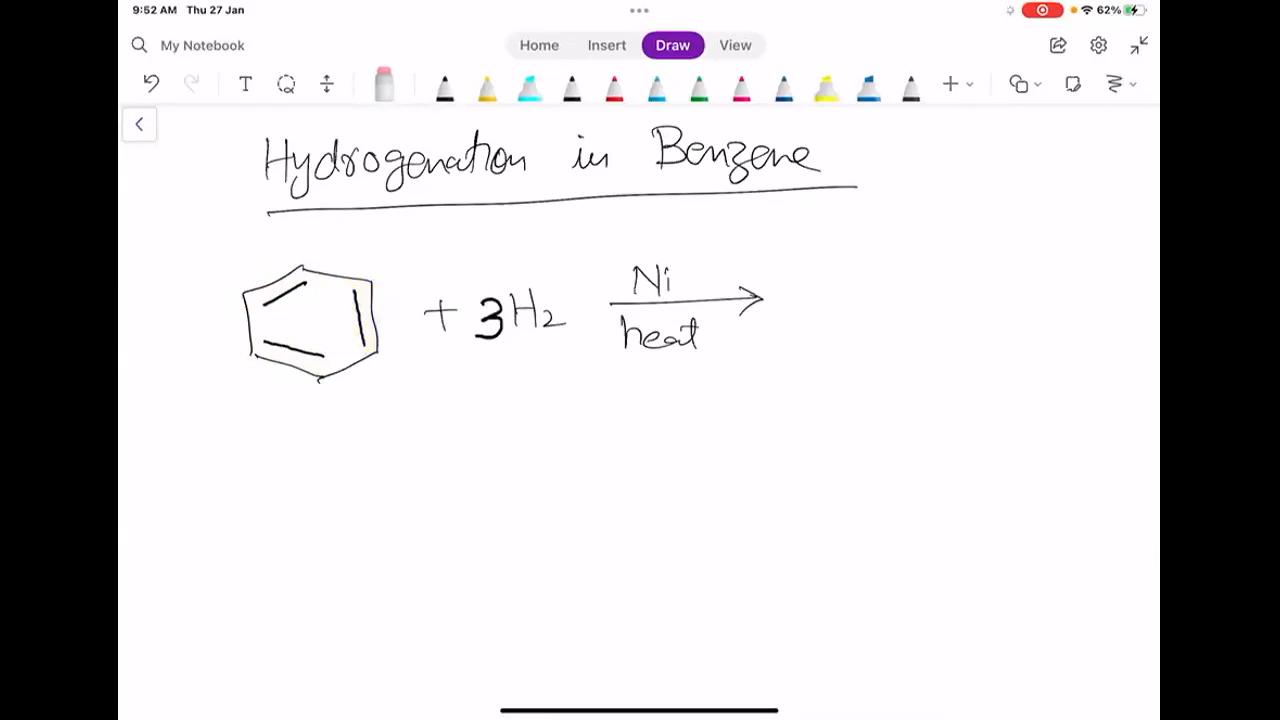 9:52 AM Thu 27 Jan 62%
My Notebook Home Insert Draw View
T
Hydrogenation in Benzene
+ 3H2 Ni
heat